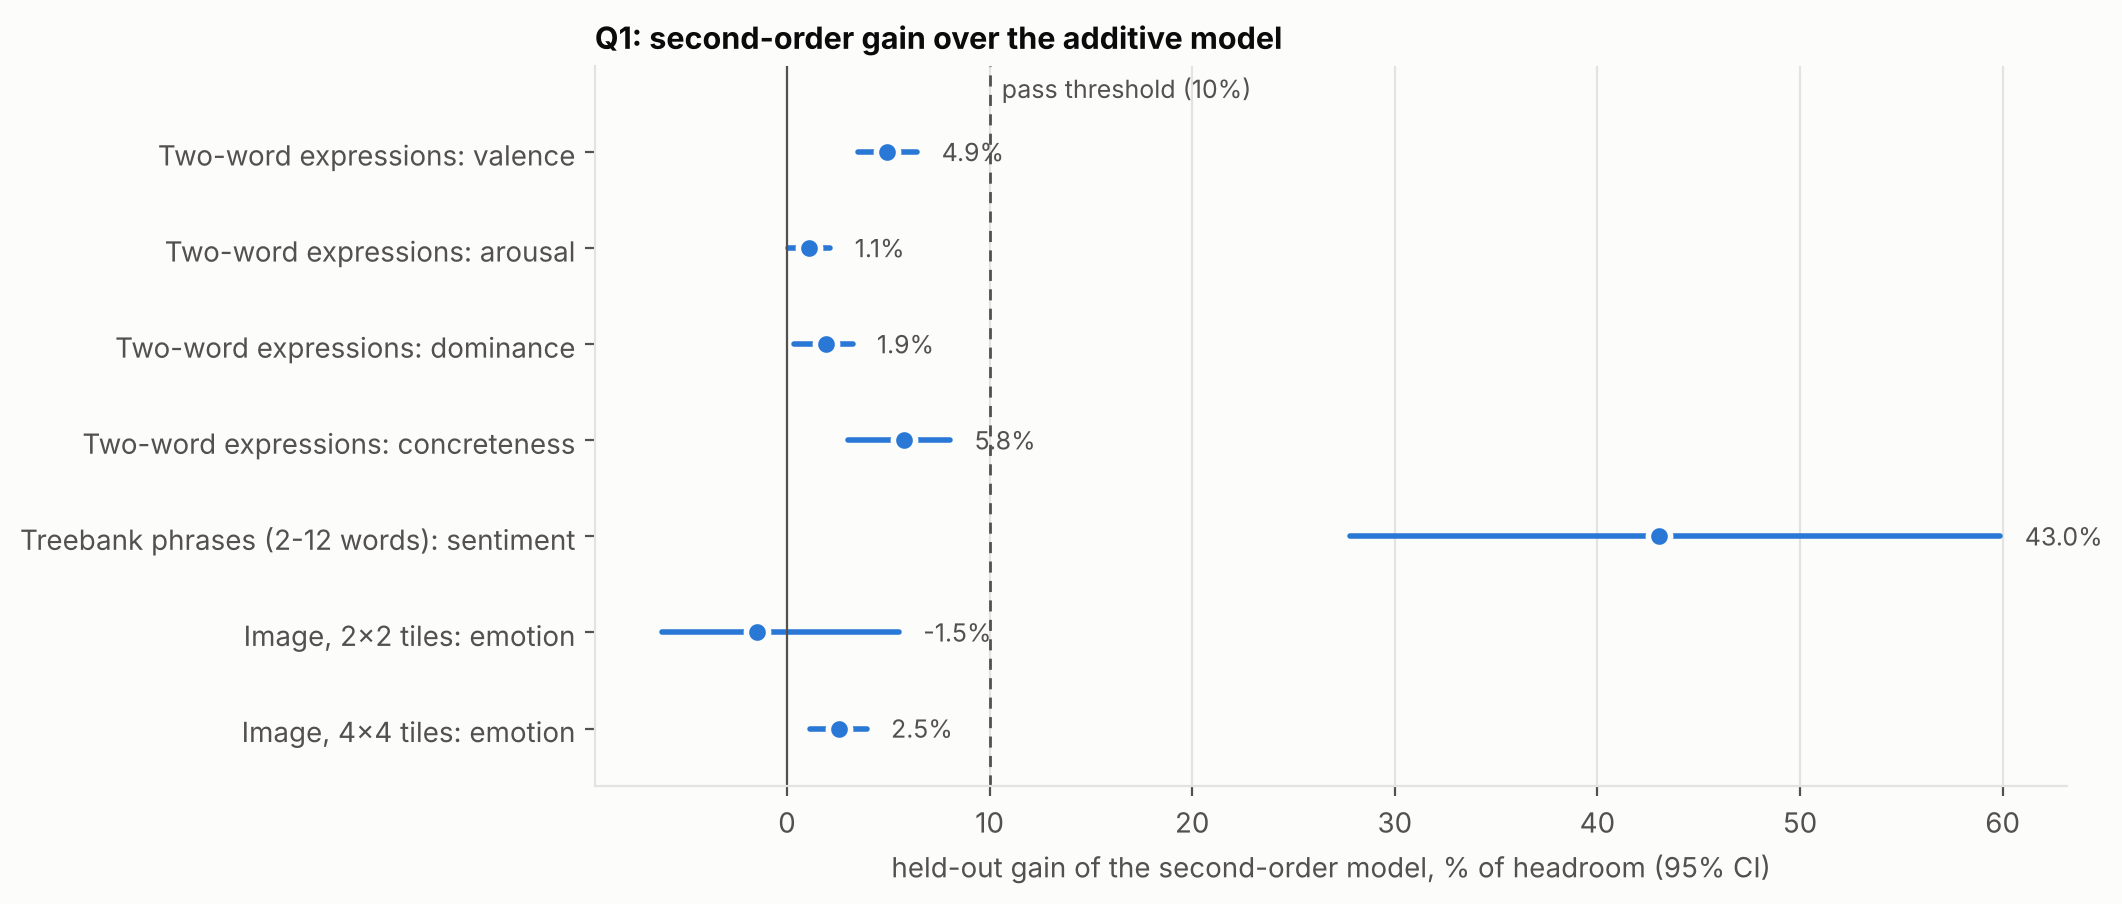 Q1: second-order gain over the additive model
pass threshold (10%)
Two-word expressions: valence
4.9%
Two-word expressions: arousal
1.1%
Two-word expressions: dominance
1.9%
Two-word expressions: concreteness
5.8%
Treebank phrases (2-12 words): sentiment
43.0%
Image, 2×2 tiles: emotion
-1.5%
Image, 4×4 tiles: emotion
2.5%
0 10 20 30 40 50 60
held-out gain of the second-order model, % of headroom (95% CI)